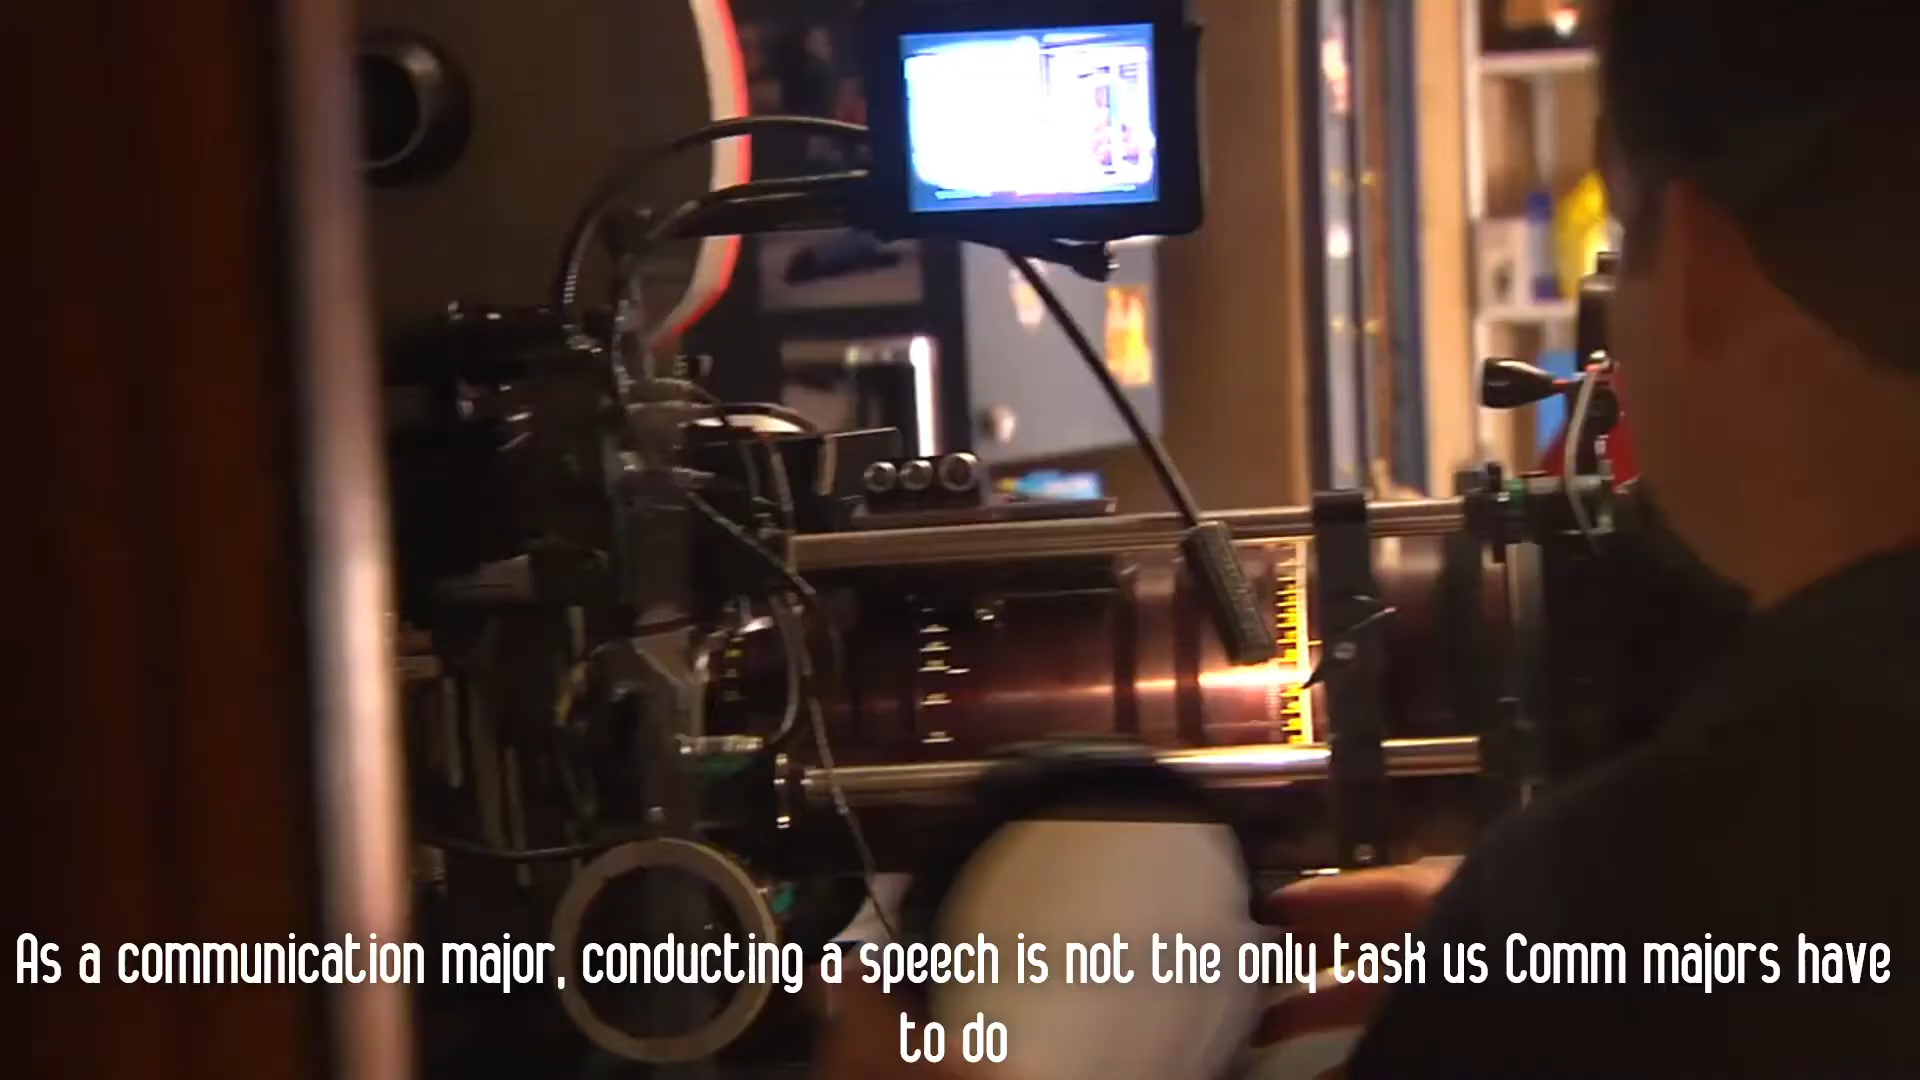 As a communication major, conducting a speech is not the only task us Comm majors have
to do